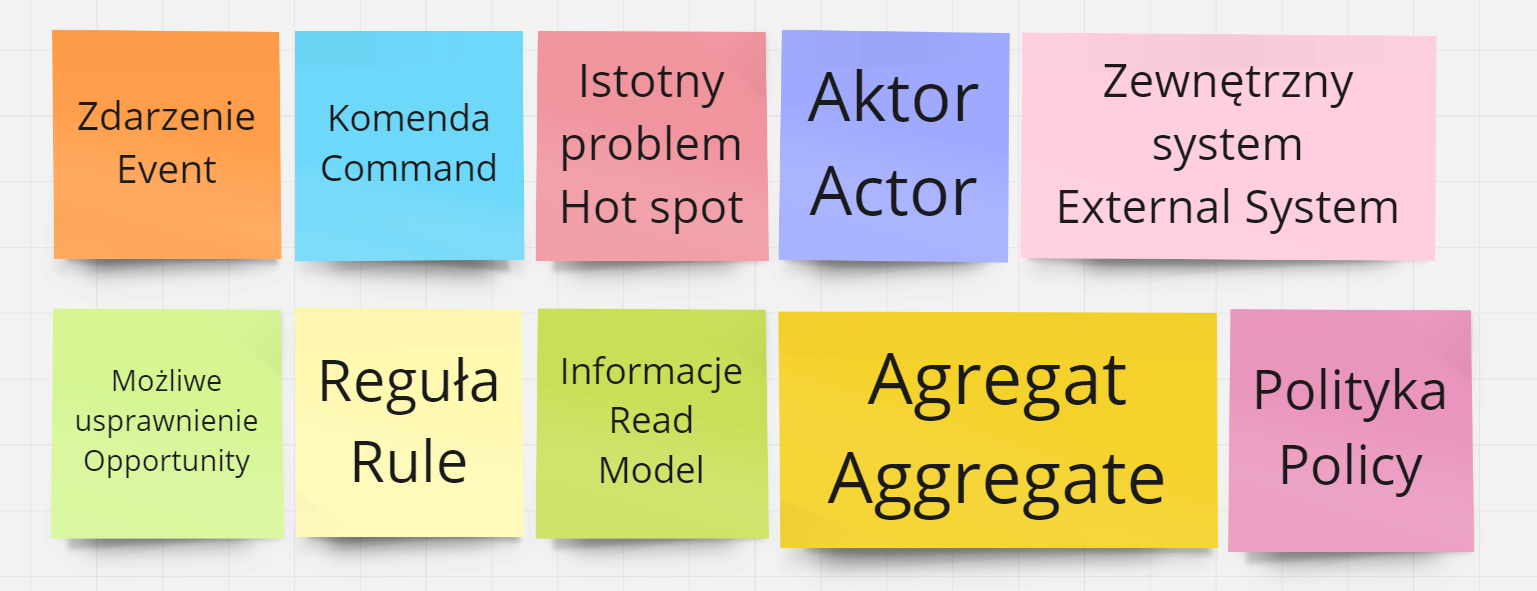 Zdarzenie
Event
Komenda
Command
Istotny
problem
Hot spot
Aktor
Actor
Zewnętrzny
system
External System
Możliwe
usprawnienie
Opportunity
Reguła
Rule
Informacje
Read
Model
Agregat
Aggregate
Polityka
Policy